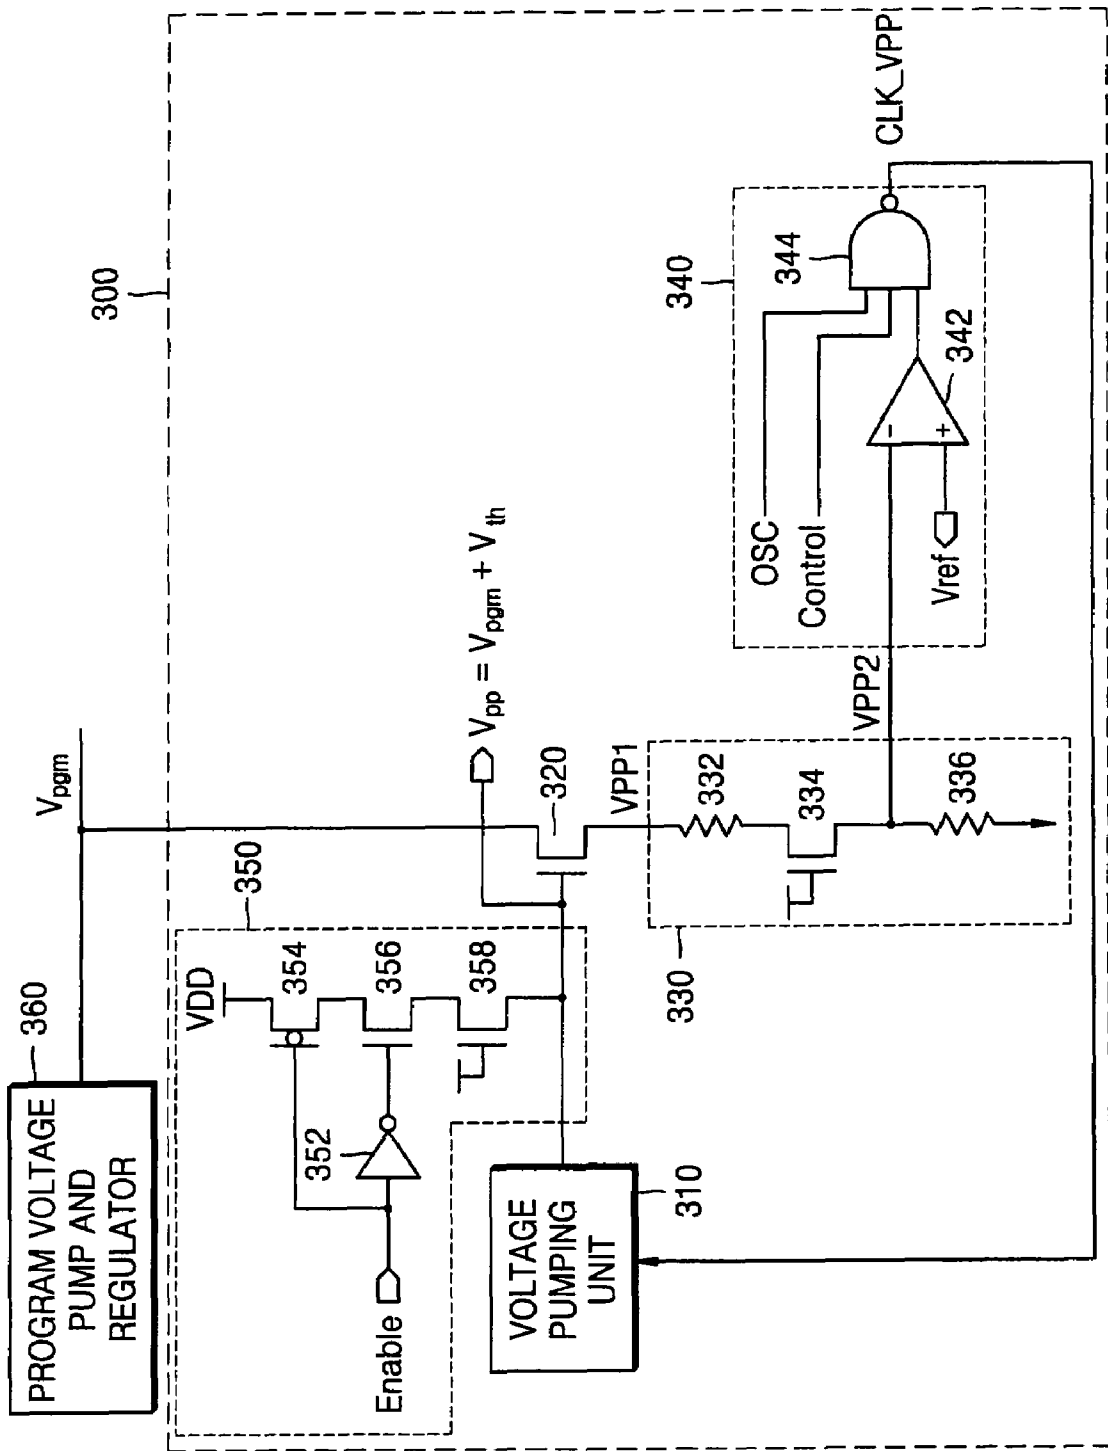 PROGRAM VOLTAGE
PUMP AND
REGULATOR
360
V_pgm
300
350
VDD
354
356
358
352
Enable
V_pp = V_pgm + V_th
320
VOLTAGE
PUMPING
UNIT
310
VPP1
330
332
334
336
VPP2
340
OSC
Control
Vref
-
+
342
344
CLK_VPP